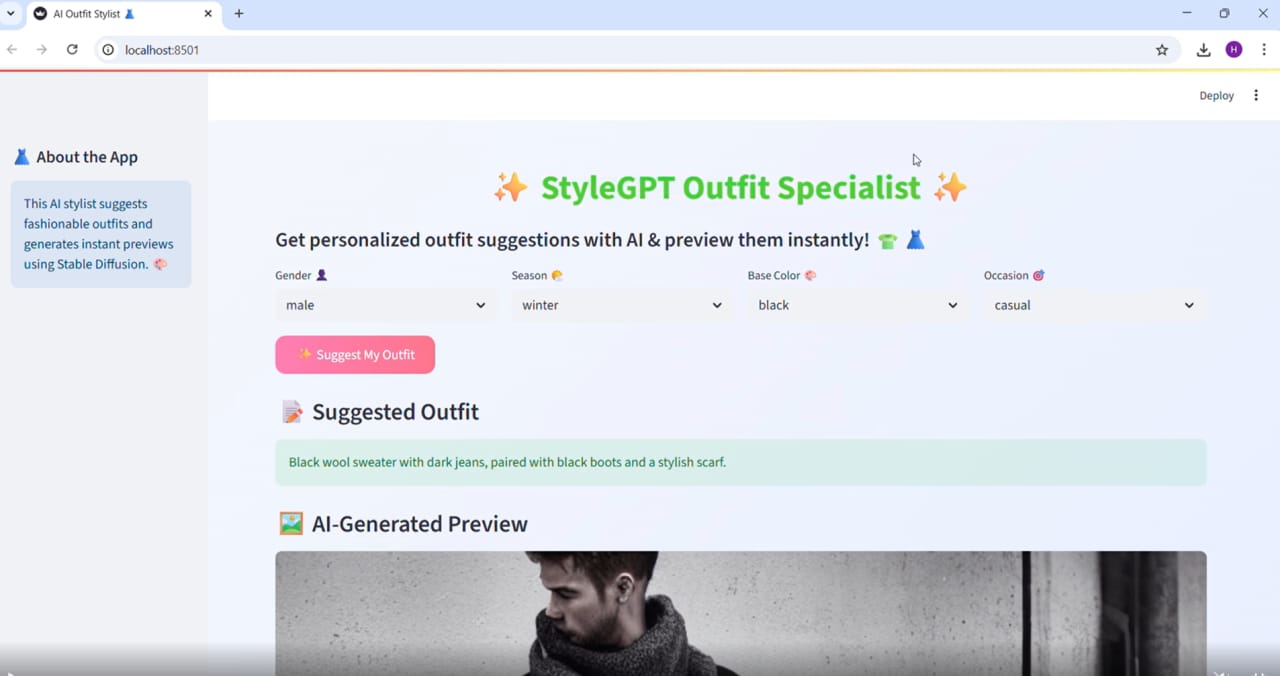 AI Outfit Stylist
localhost:8501
H
Deploy
About the App
This AI stylist suggests
fashionable outfits and
generates instant previews
using Stable Diffusion.
StyleGPT Outfit Specialist
Get personalized outfit suggestions with AI & preview them instantly!
Gender Season Base Color Occasion
male winter black casual
Suggest My Outfit
Suggested Outfit
Black wool sweater with dark jeans, paired with black boots and a stylish scarf.
AI-Generated Preview